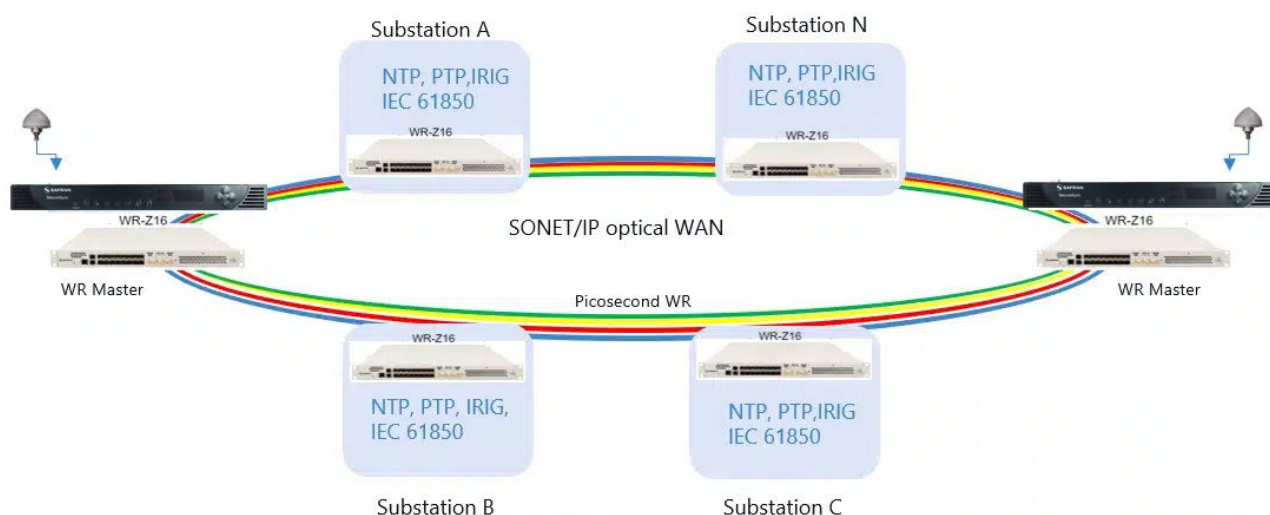 Substation A
Substation N
NTP, PTP,IRIG
IEC 61850
NTP, PTP,IRIG
IEC 61850
WR-Z16
WR-Z16
SAFRAN
SecureSync
SAFRAN
SecureSync
WR-Z16
WR-Z16
SONET/IP optical WAN
WR Master
WR Master
Picosecond WR
WR-Z16
WR-Z16
NTP, PTP, IRIG,
IEC 61850
NTP, PTP,IRIG
IEC 61850
Substation B
Substation C